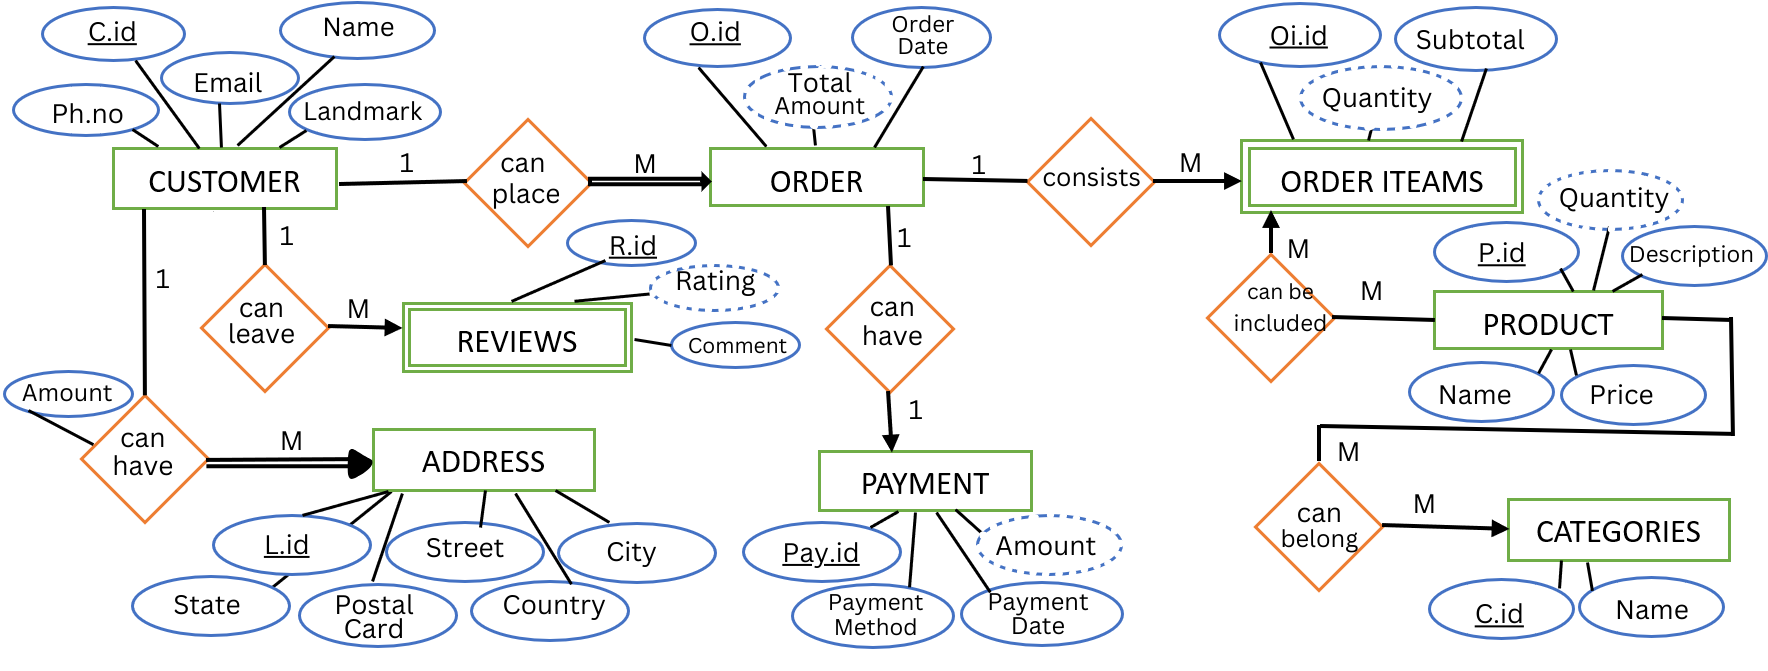 C.id
Name
Email
Ph.no
Landmark
CUSTOMER
1
can
place
M
O.id
Order
Date
Total
Amount
ORDER
1
consists
M
Oi.id
Subtotal
Quantity
ORDER ITEAMS
1
can
leave
M
R.id
Rating
Comment
REVIEWS
1
can
have
1
M
can be
included
M
Quantity
P.id
Description
PRODUCT
Name
Price
1
Amount
can
have
M
ADDRESS
L.id
Street
City
State
Postal
Card
Country
PAYMENT
Pay.id
Amount
Payment
Method
Payment
Date
M
can
belong
M
CATEGORIES
C.id
Name